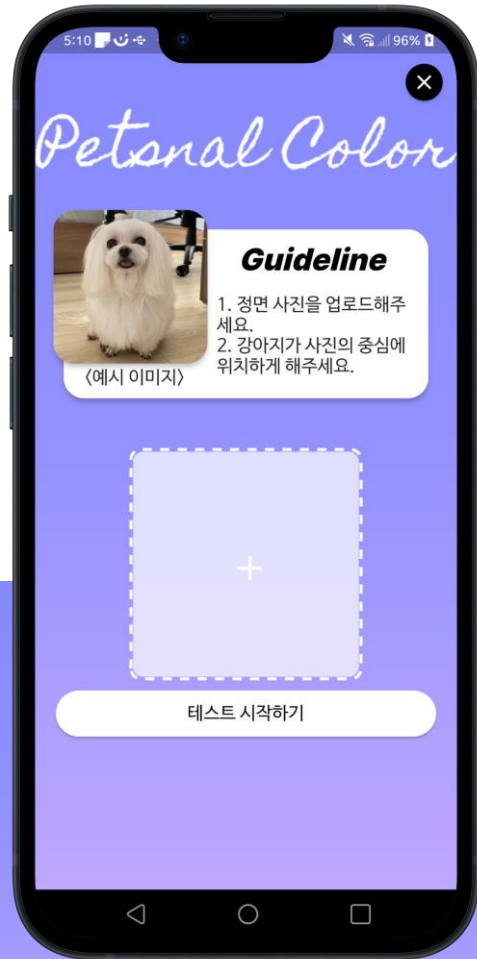 5:10
96%
Petsnal Color
Guideline
1. 정면 사진을 업로드해주
세요.
2. 강아지가 사진의 중심에
위치하게 해주세요.
〈예시 이미지〉
+
테스트 시작하기